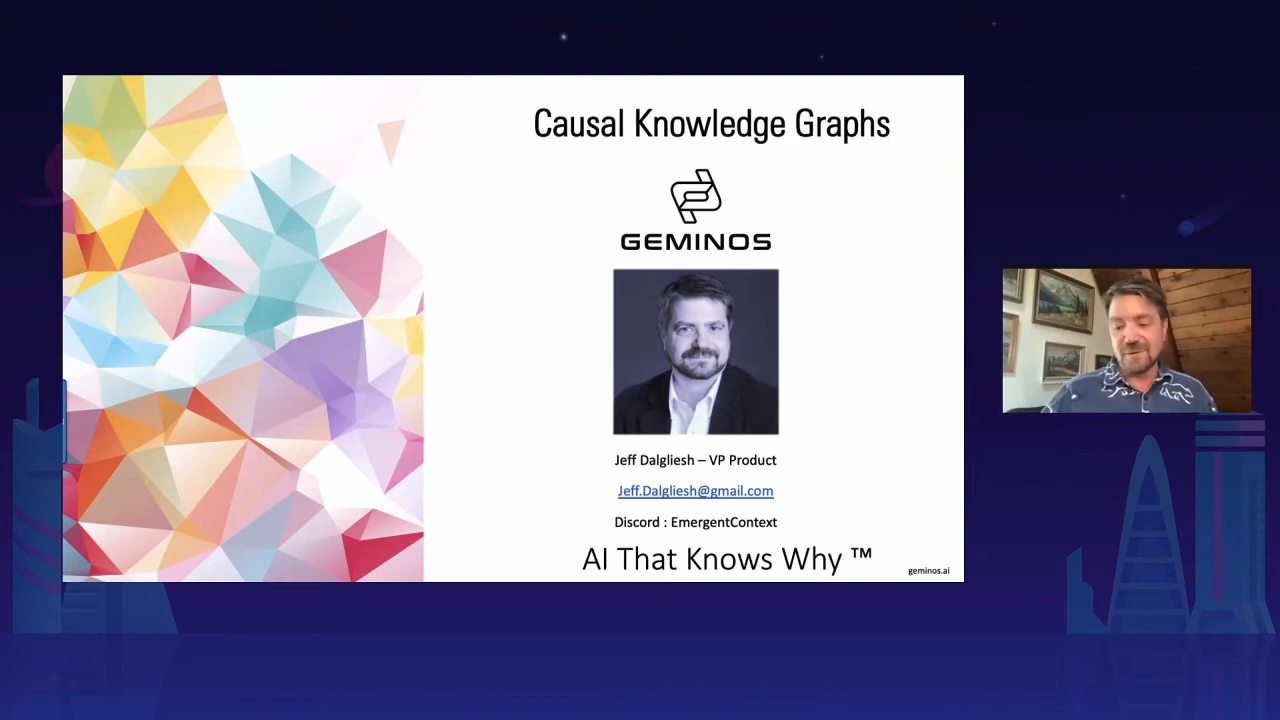 Causal Knowledge Graphs
GEMINOS
Jeff Dalgliesh – VP Product
Jeff.Dalgliesh@gmail.com
Discord : EmergentContext
AI That Knows Why ™
geminos.ai